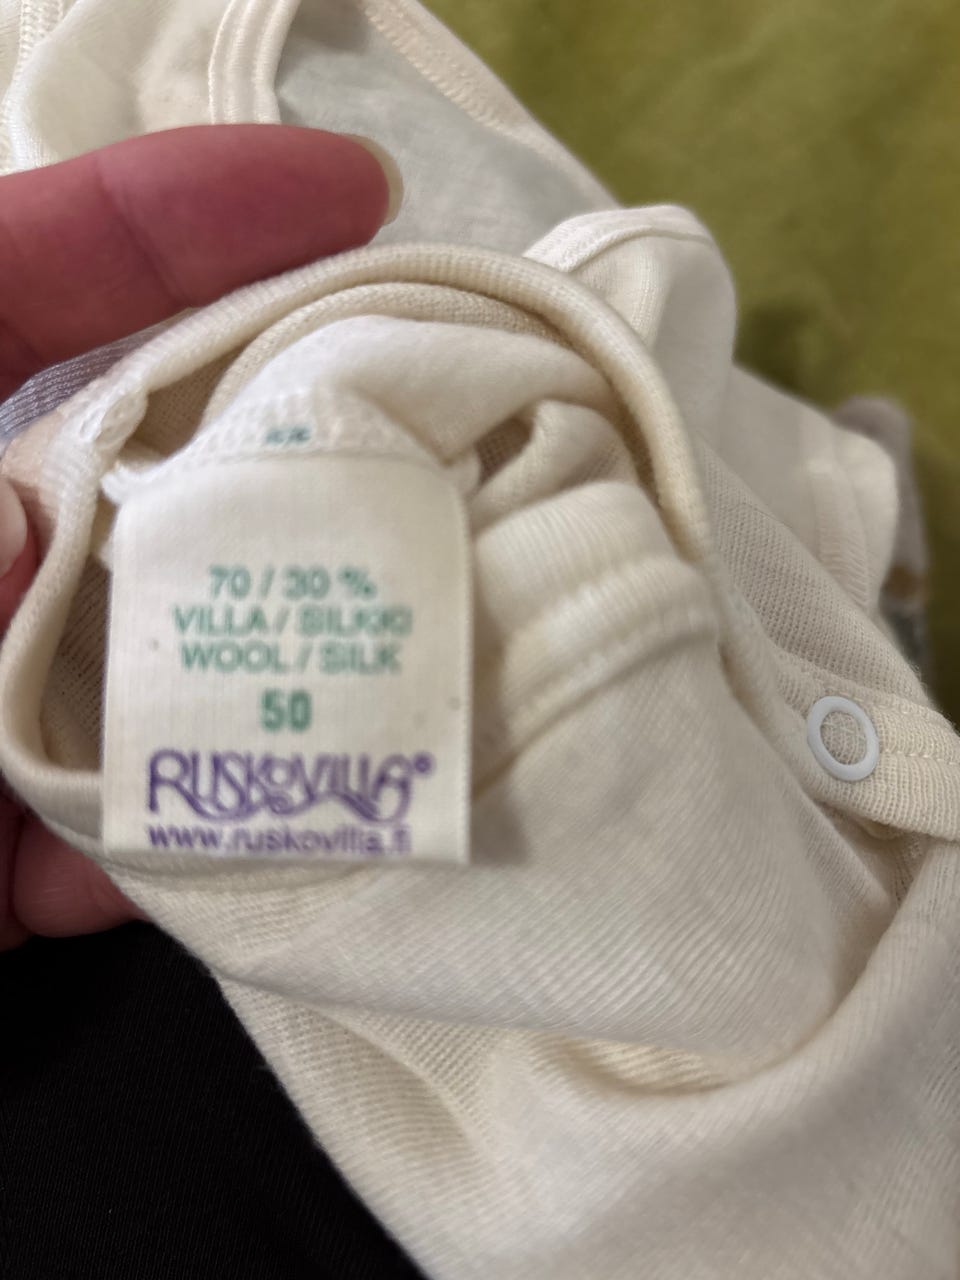 70 / 30 %
VILLA / SILKKI
WOOL / SILK
50
RUSKOVILLA®
www.ruskovilla.fi